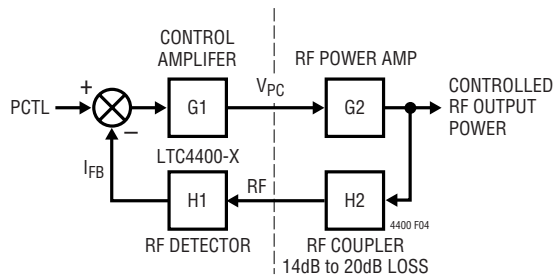 CONTROL
AMPLIFER
RF POWER AMP
PCTL
+
–
G1
VPC
G2
CONTROLLED
RF OUTPUT
POWER
LTC4400-X
IFB
H1
RF
H2
4400 F04
RF DETECTOR
RF COUPLER
14dB to 20dB LOSS